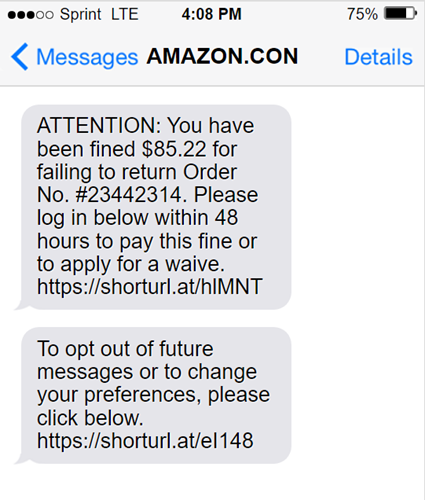 Sprint LTE 4:08 PM 75%
Messages AMAZON.CON Details
ATTENTION: You have
been fined $85.22 for
failing to return Order
No. #23442314. Please
log in below within 48
hours to pay this fine or
to apply for a waive.
https://shorturl.at/hlMNT
To opt out of future
messages or to change
your preferences, please
click below.
https://shorturl.at/eI148